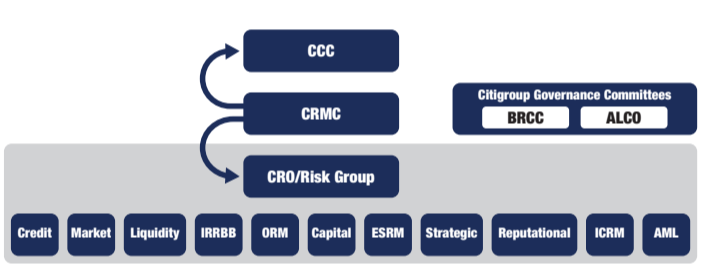 CCC
Citigroup Governance Committees
BRCC ALCO
CRMC
CRO/Risk Group
Credit Market Liquidity IRRBB ORM Capital ESRM Strategic Reputational ICRM AML